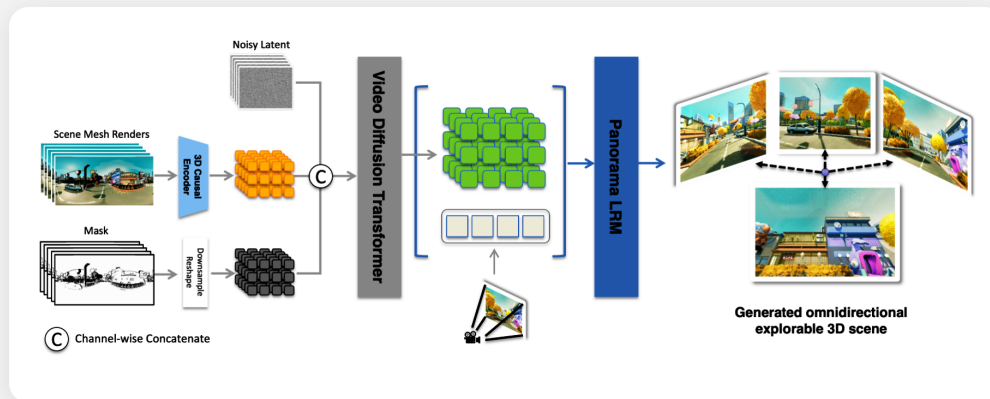 Noisy Latent
Scene Mesh Renders
3D Causal
Encoder
Mask
Downsample
Reshape
C
Video Diffusion Transformer
Panorama LRM
Generated omnidirectional
explorable 3D scene
C Channel-wise Concatenate